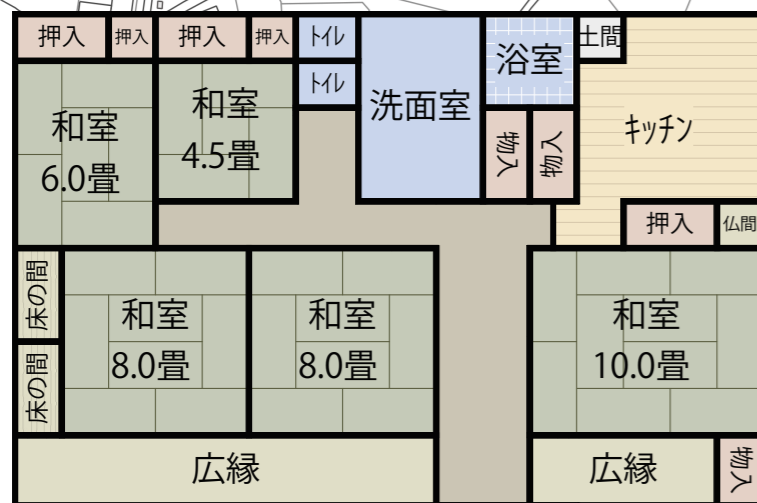 押入
押入
押入
押入
トイレ
トイレ
洗面室
浴室
土間
キッチン
和室
6.0畳
和室
4.5畳
物入
物入
押入
仏間
床の間
床の間
和室
8.0畳
和室
8.0畳
和室
10.0畳
広縁
広縁
物入